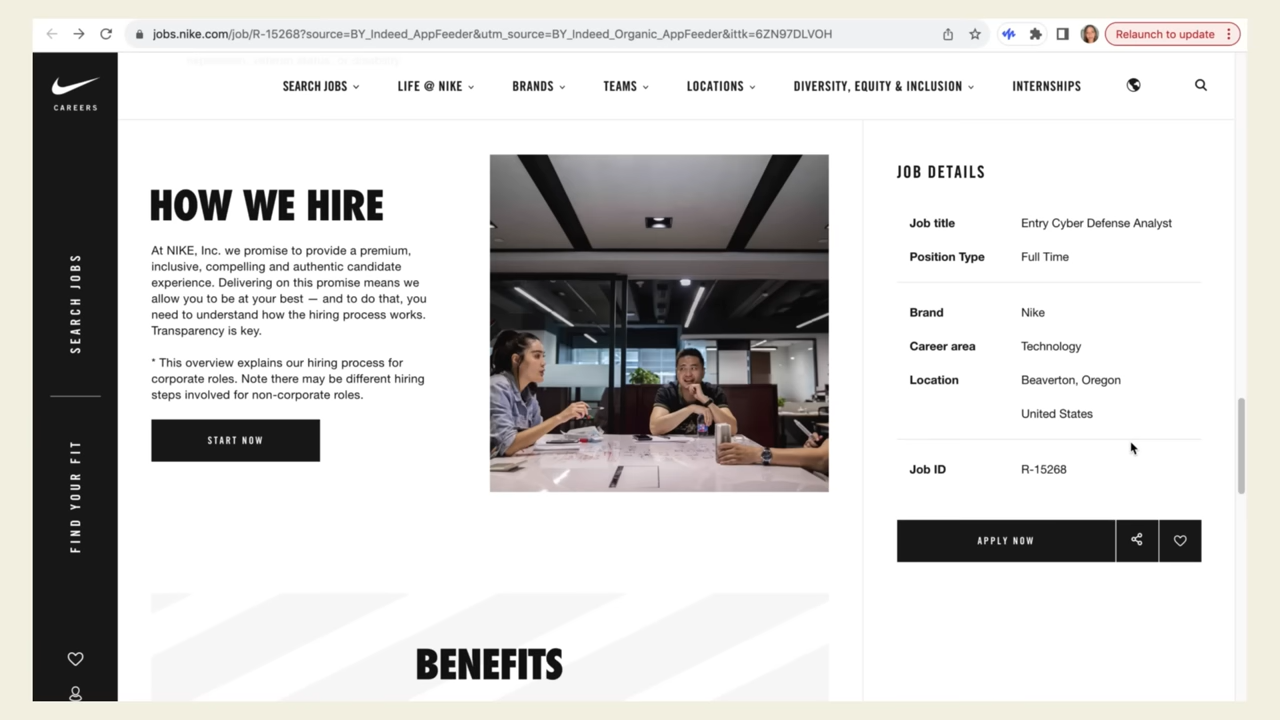 jobs.nike.com/job/R-15268?source=BY_Indeed_AppFeeder&utm_source=BY_Indeed_Organic_AppFeeder&ittk=6ZN97DLVOH
Relaunch to update
CAREERS
SEARCH JOBS
LIFE @ NIKE
BRANDS
TEAMS
LOCATIONS
DIVERSITY, EQUITY & INCLUSION
INTERNSHIPS
SEARCH JOBS
FIND YOUR FIT
HOW WE HIRE
At NIKE, Inc. we promise to provide a premium,
inclusive, compelling and authentic candidate
experience. Delivering on this promise means we
allow you to be at your best — and to do that, you
need to understand how the hiring process works.
Transparency is key.
* This overview explains our hiring process for
corporate roles. Note there may be different hiring
steps involved for non-corporate roles.
START NOW
BENEFITS
JOB DETAILS
Job title Entry Cyber Defense Analyst
Position Type Full Time
Brand Nike
Career area Technology
Location Beaverton, Oregon
United States
Job ID R-15268
APPLY NOW